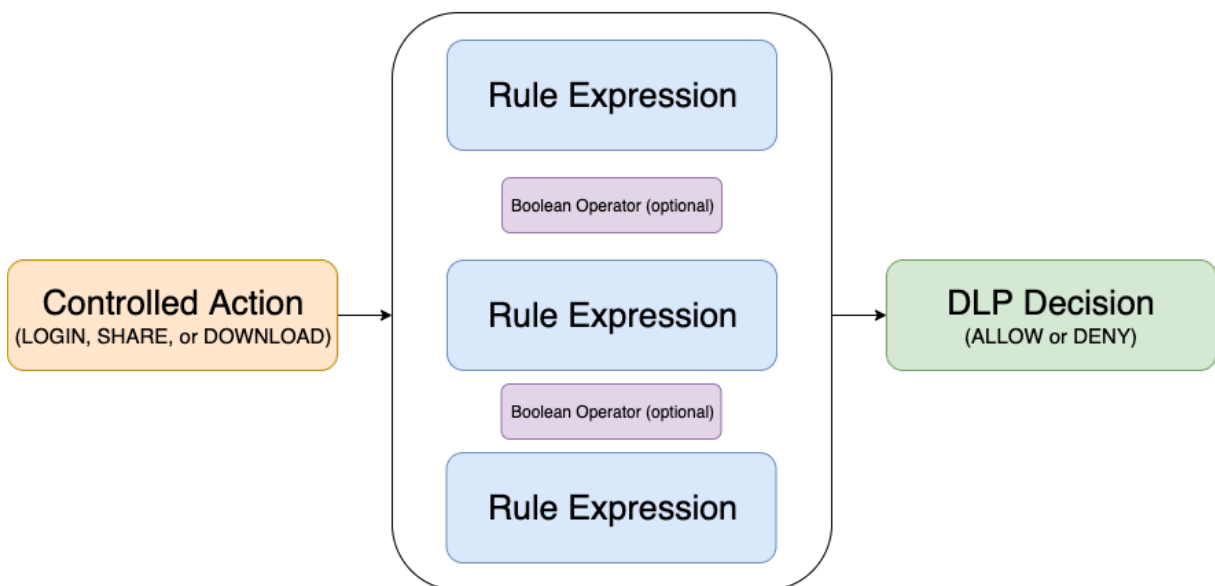 Rule Expression
Boolean Operator (optional)
Controlled Action
(LOGIN, SHARE, or DOWNLOAD)
Rule Expression
DLP Decision
(ALLOW or DENY)
Boolean Operator (optional)
Rule Expression